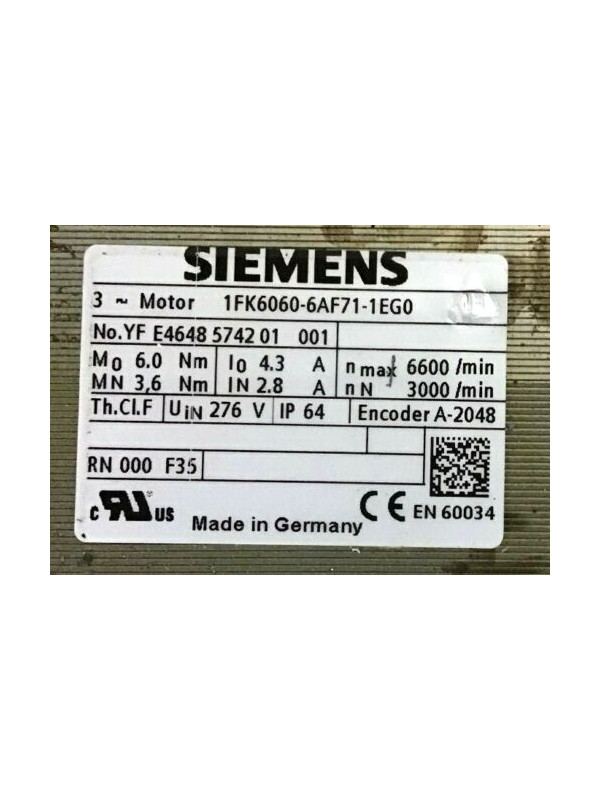 SIEMENS
3 ~ Motor 1FK6060-6AF71-1EG0
No.YF E4648 5742 01 001
M0 6.0 Nm I0 4.3 A n max 6600 /min
MN 3,6 Nm IN 2.8 A n N 3000 /min
Th.Cl.F UiN 276 V IP 64 Encoder A-2048
RN 000 F35
c RU US Made in Germany CE EN 60034